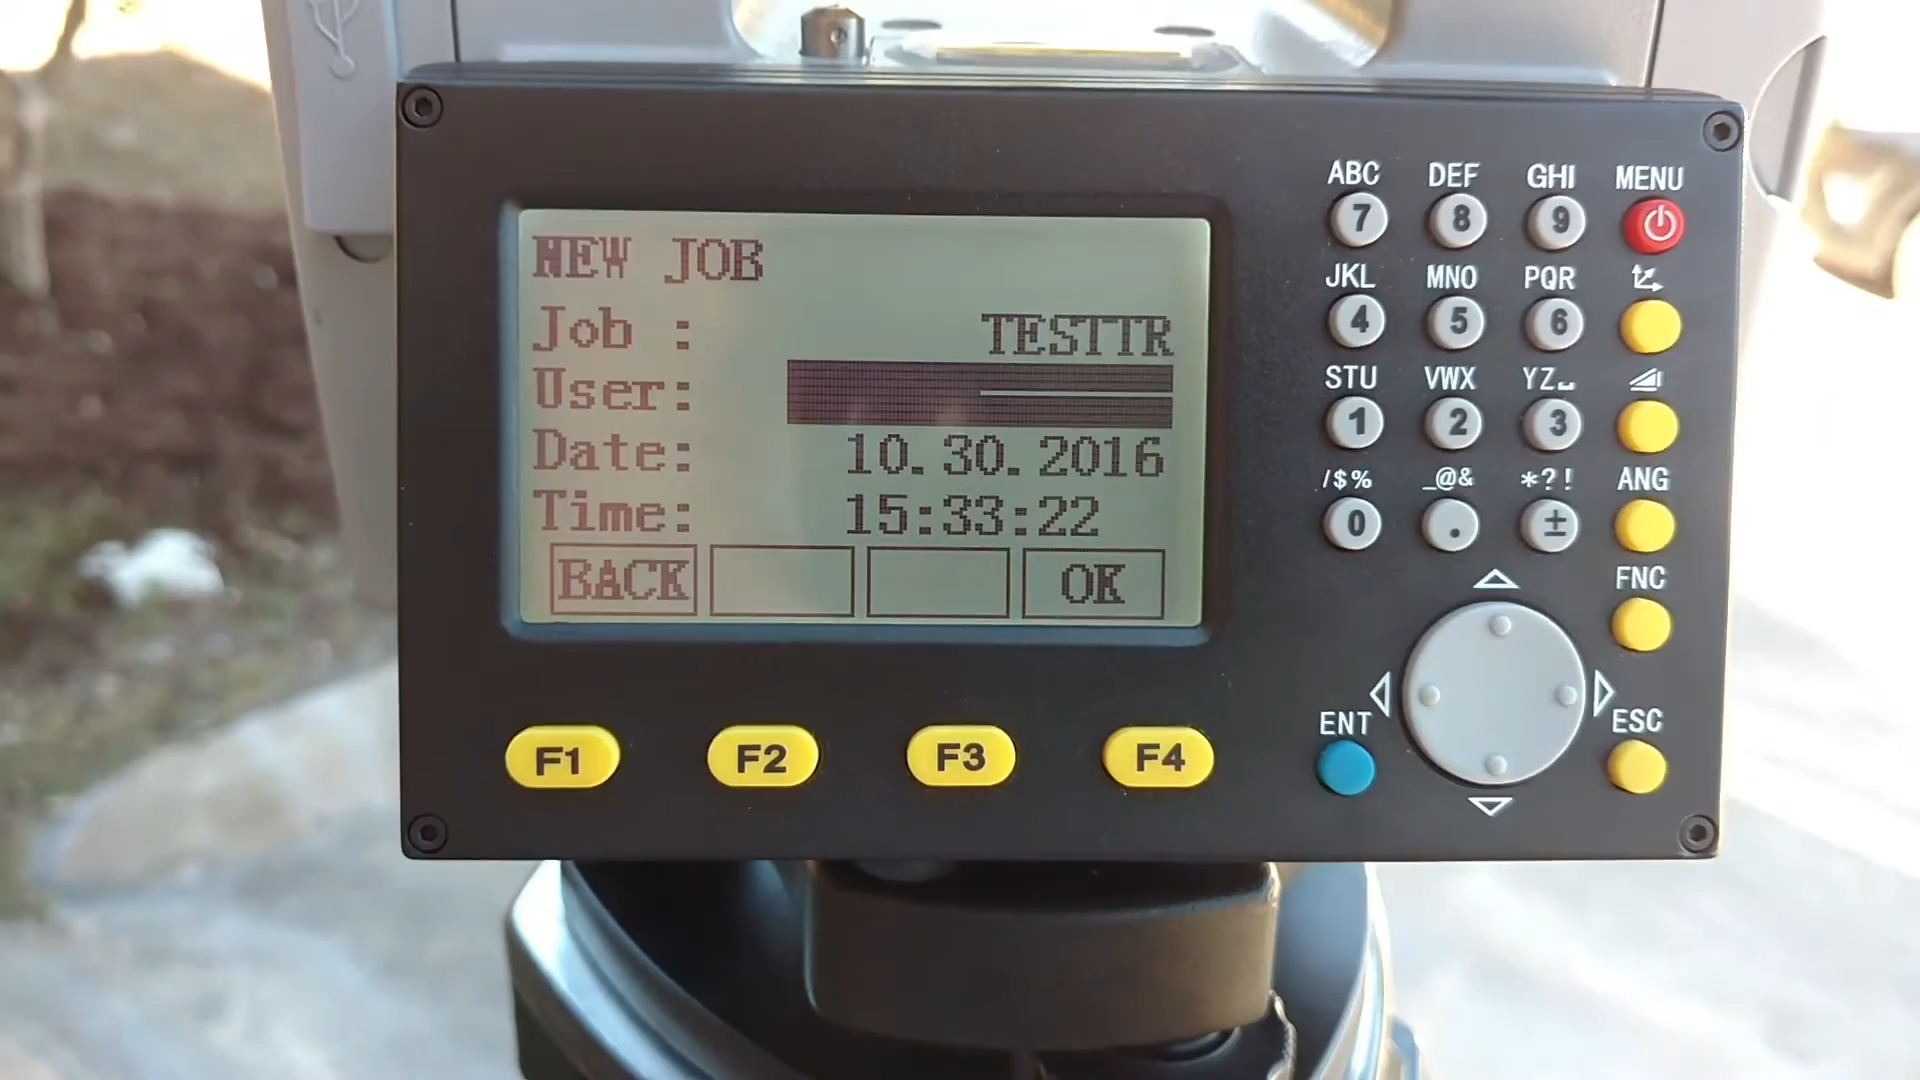 NEW JOB
Job : TESTTR
User:
Date: 10.30.2016
Time: 15:33:22
BACK OK
F1 F2 F3 F4
ABC DEF GHI MENU
7 8 9
JKL MNO PQR
4 5 6
STU VWX YZ␣
1 2 3
/$% _@& *?! ANG
0 . ±
FNC
ENT ESC